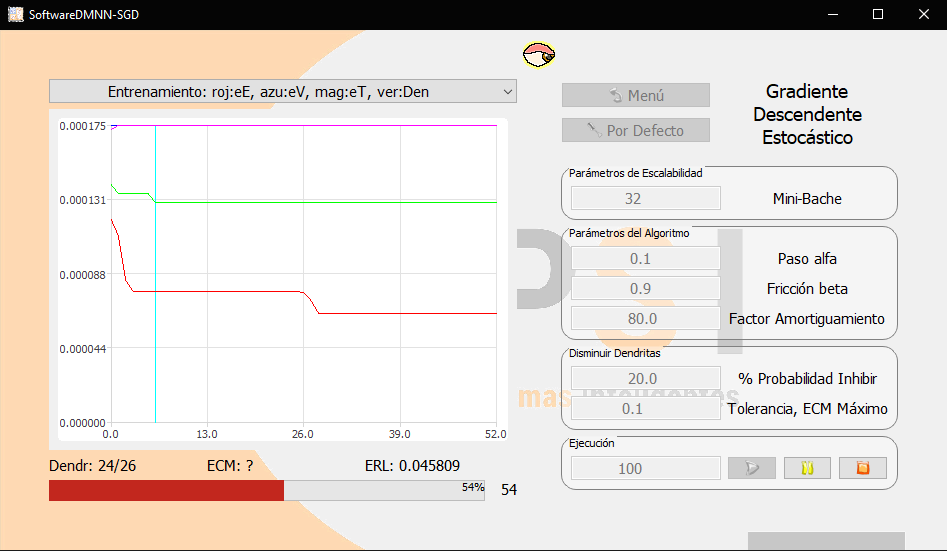 SoftwareDMNN-SGD
Entrenamiento: roj:eE, azu:eV, mag:eT, ver:Den
Menú
Por Defecto
Gradiente
Descendente
Estocástico
0.000175
0.000131
0.000088
0.000044
0.000000
0.0 13.0 26.0 39.0 52.0
Dendr: 24/26 ECM: ? ERL: 0.045809
54% 54
Parámetros de Escalabilidad
32 Mini-Bache
Parámetros del Algoritmo
0.1 Paso alfa
0.9 Fricción beta
80.0 Factor Amortiguamiento
Disminuir Dendritas
20.0 % Probabilidad Inhibir
0.1 Tolerancia, ECM Máximo
Ejecución
100
PSI
mas inteligentes